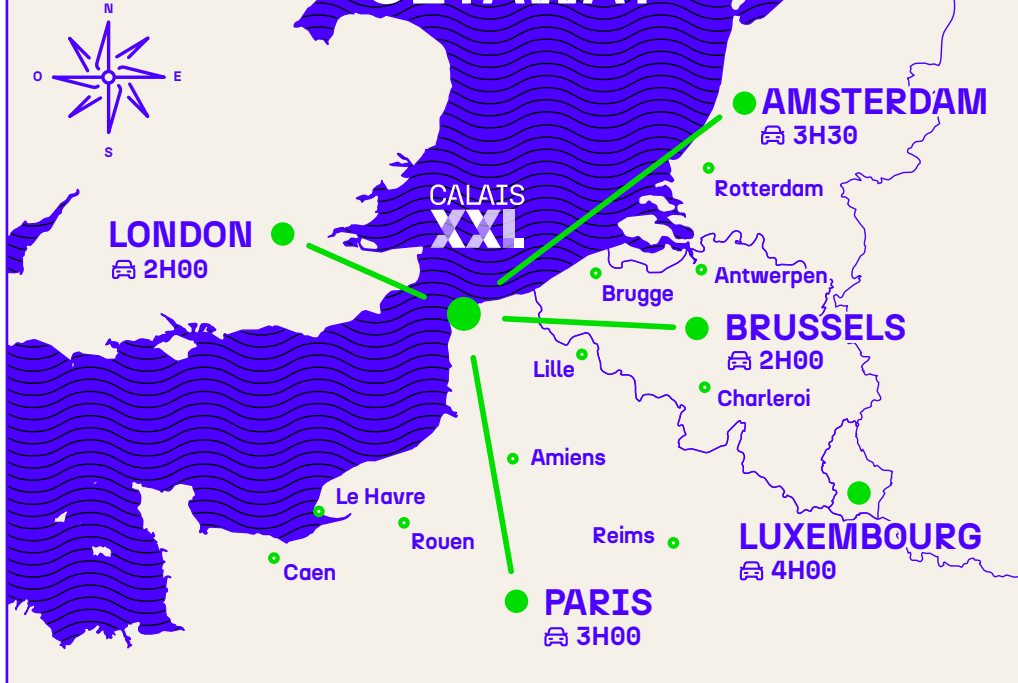 GETAWAY
N
O
E
S
AMSTERDAM
3H30
Rotterdam
CALAIS
XXL
LONDON
2H00
Antwerpen
Brugge
BRUSSELS
2H00
Lille
Charleroi
Amiens
Le Havre
Rouen
Reims
LUXEMBOURG
4H00
Caen
PARIS
3H00